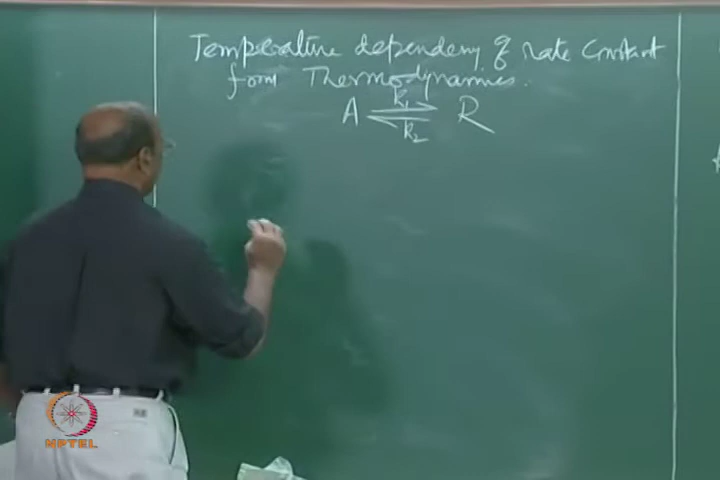 Temperature dependency of rate Constant
from Thermodynamics.
A ⇌ R
k1
k2
NPTEL